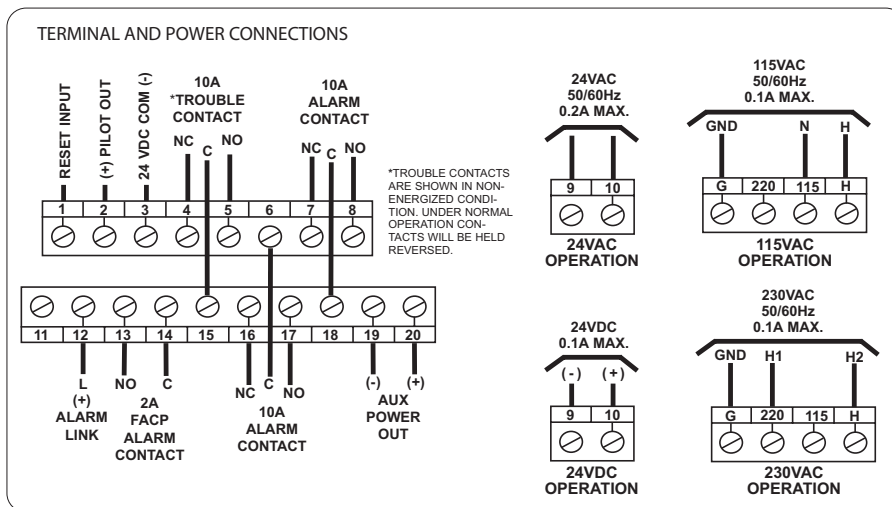 TERMINAL AND POWER CONNECTIONS
RESET INPUT
(+) PILOT OUT
24 VDC COM (-)
10A
*TROUBLE
CONTACT
NC C NO
10A
ALARM
CONTACT
NC C NO
*TROUBLE CONTACTS
ARE SHOWN IN NON-
ENERGIZED CONDI-
TION. UNDER NORMAL
OPERATION CON-
TACTS WILL BE HELD
REVERSED.
1 2 3 4 5 6 7 8
11 12 13 14 15 16 17 18 19 20
L
(+)
ALARM
LINK
NO C
2A
FACP
ALARM
CONTACT
NC C NO
10A
ALARM
CONTACT
(-) (+)
AUX
POWER
OUT
24VAC
50/60Hz
0.2A MAX.
9 10
24VAC
OPERATION
115VAC
50/60Hz
0.1A MAX.
GND N H
G 220 115 H
115VAC
OPERATION
24VDC
0.1A MAX.
(-) (+)
9 10
24VDC
OPERATION
230VAC
50/60Hz
0.1A MAX.
GND H1 H2
G 220 115 H
230VAC
OPERATION